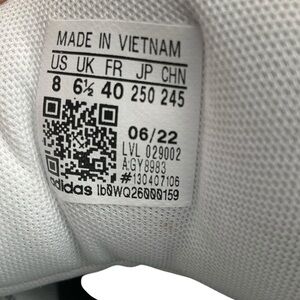 MADE IN VIETNAM
US UK FR JP CHN
8 6½ 40 250 245
06/22
LVL 029002
AGY8983
#130407106
adidas lb0WQ26000159